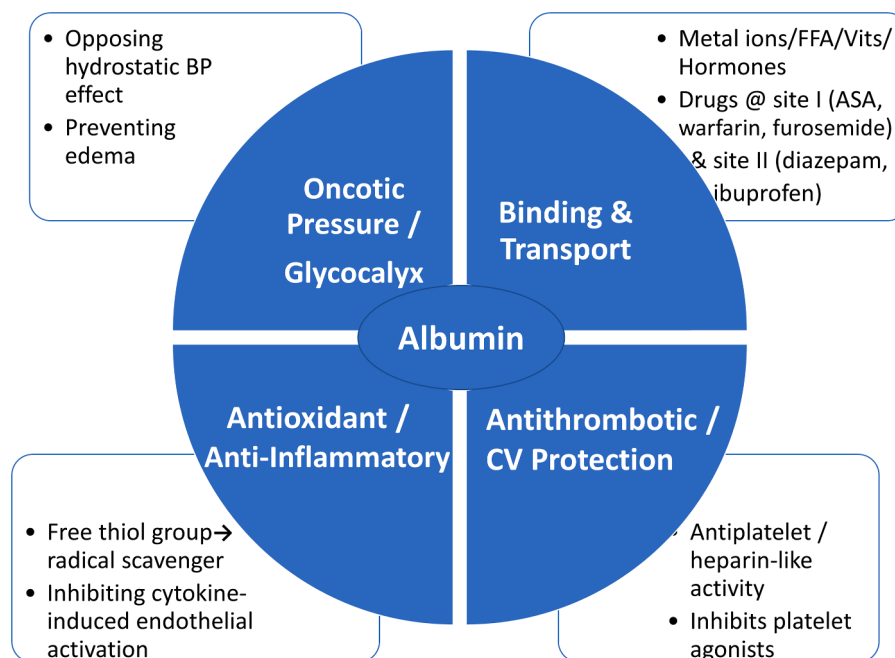 • Opposing
hydrostatic BP
effect
• Preventing
edema
• Metal ions/FFA/Vits/
Hormones
• Drugs @ site I (ASA,
warfarin, furosemide)
& site II (diazepam,
ibuprofen)
Oncotic
Pressure /
Glycocalyx
Binding &
Transport
Albumin
Antioxidant /
Anti-Inflammatory
Antithrombotic /
CV Protection
• Free thiol group→
radical scavenger
• Inhibiting cytokine-
induced endothelial
activation
• Antiplatelet /
heparin-like
activity
• Inhibits platelet
agonists